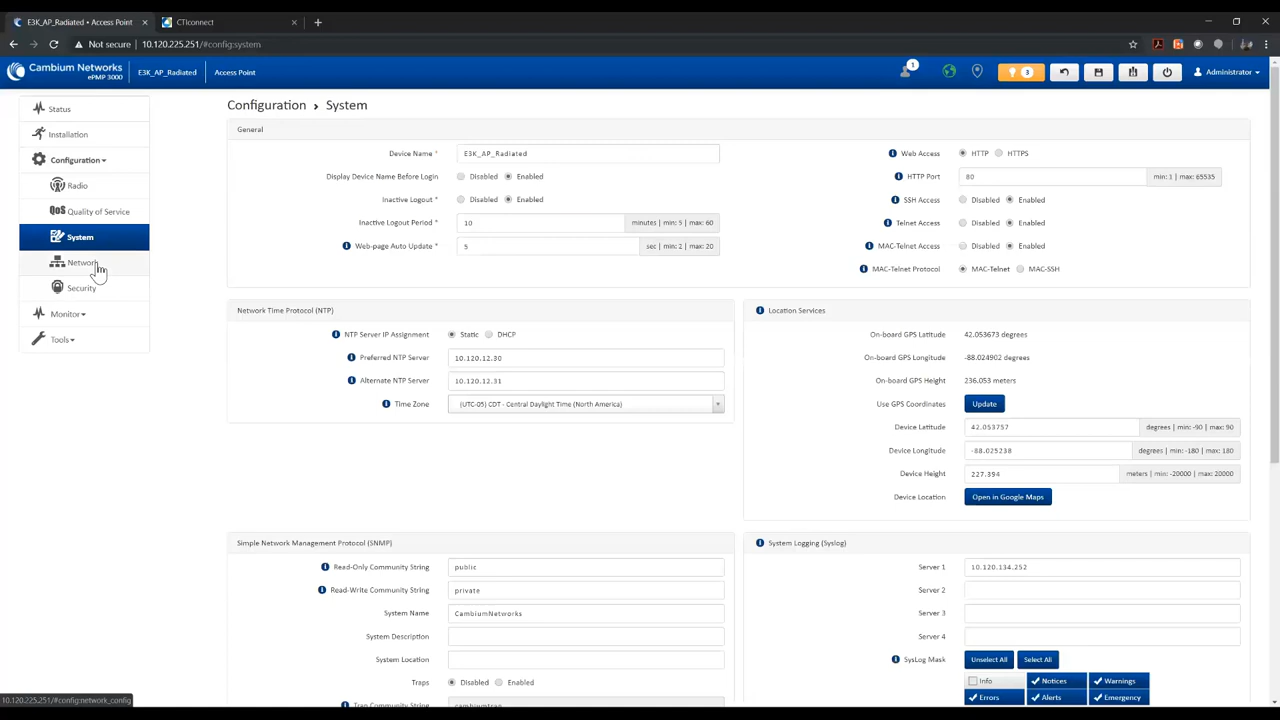 E3K_AP_Radiated • Access Point
CTIconnect
Not secure | 10.120.225.251/#config:system
Cambium Networks
ePMP 3000
E3K_AP_Radiated
Access Point
1
3
Administrator
Status
Installation
Configuration
Radio
QoS Quality of Service
System
Network
Security
Monitor
Tools
Configuration > System
General
Device Name * E3K_AP_Radiated
Display Device Name Before Login Disabled Enabled
Inactive Logout * Disabled Enabled
Inactive Logout Period * 10 minutes | min: 5 | max: 60
Web-page Auto Update * 5 sec | min: 2 | max: 20
Web Access HTTP HTTPS
HTTP Port 80 min: 1 | max: 65535
SSH Access Disabled Enabled
Telnet Access Disabled Enabled
MAC-Telnet Access Disabled Enabled
MAC-Telnet Protocol MAC-Telnet MAC-SSH
Network Time Protocol (NTP)
NTP Server IP Assignment Static DHCP
Preferred NTP Server 10.120.12.30
Alternate NTP Server 10.120.12.31
Time Zone (UTC-05) CDT - Central Daylight Time (North America)
Location Services
On-board GPS Latitude 42.053673 degrees
On-board GPS Longitude -88.024902 degrees
On-board GPS Height 236.053 meters
Use GPS Coordinates Update
Device Latitude 42.053757 degrees | min: -90 | max: 90
Device Longitude -88.025238 degrees | min: -180 | max: 180
Device Height 227.394 meters | min: -20000 | max: 20000
Device Location Open in Google Maps
Simple Network Management Protocol (SNMP)
Read-Only Community String public
Read-Write Community String private
System Name CambiumNetworks
System Description
System Location
Traps Disabled Enabled
Trap Community String cambiumtrap
System Logging (Syslog)
Server 1 10.120.134.252
Server 2
Server 3
Server 4
SysLog Mask Unselect All Select All
Info Notices Warnings
Errors Alerts Emergency
10.120.225.251/#config:network_config